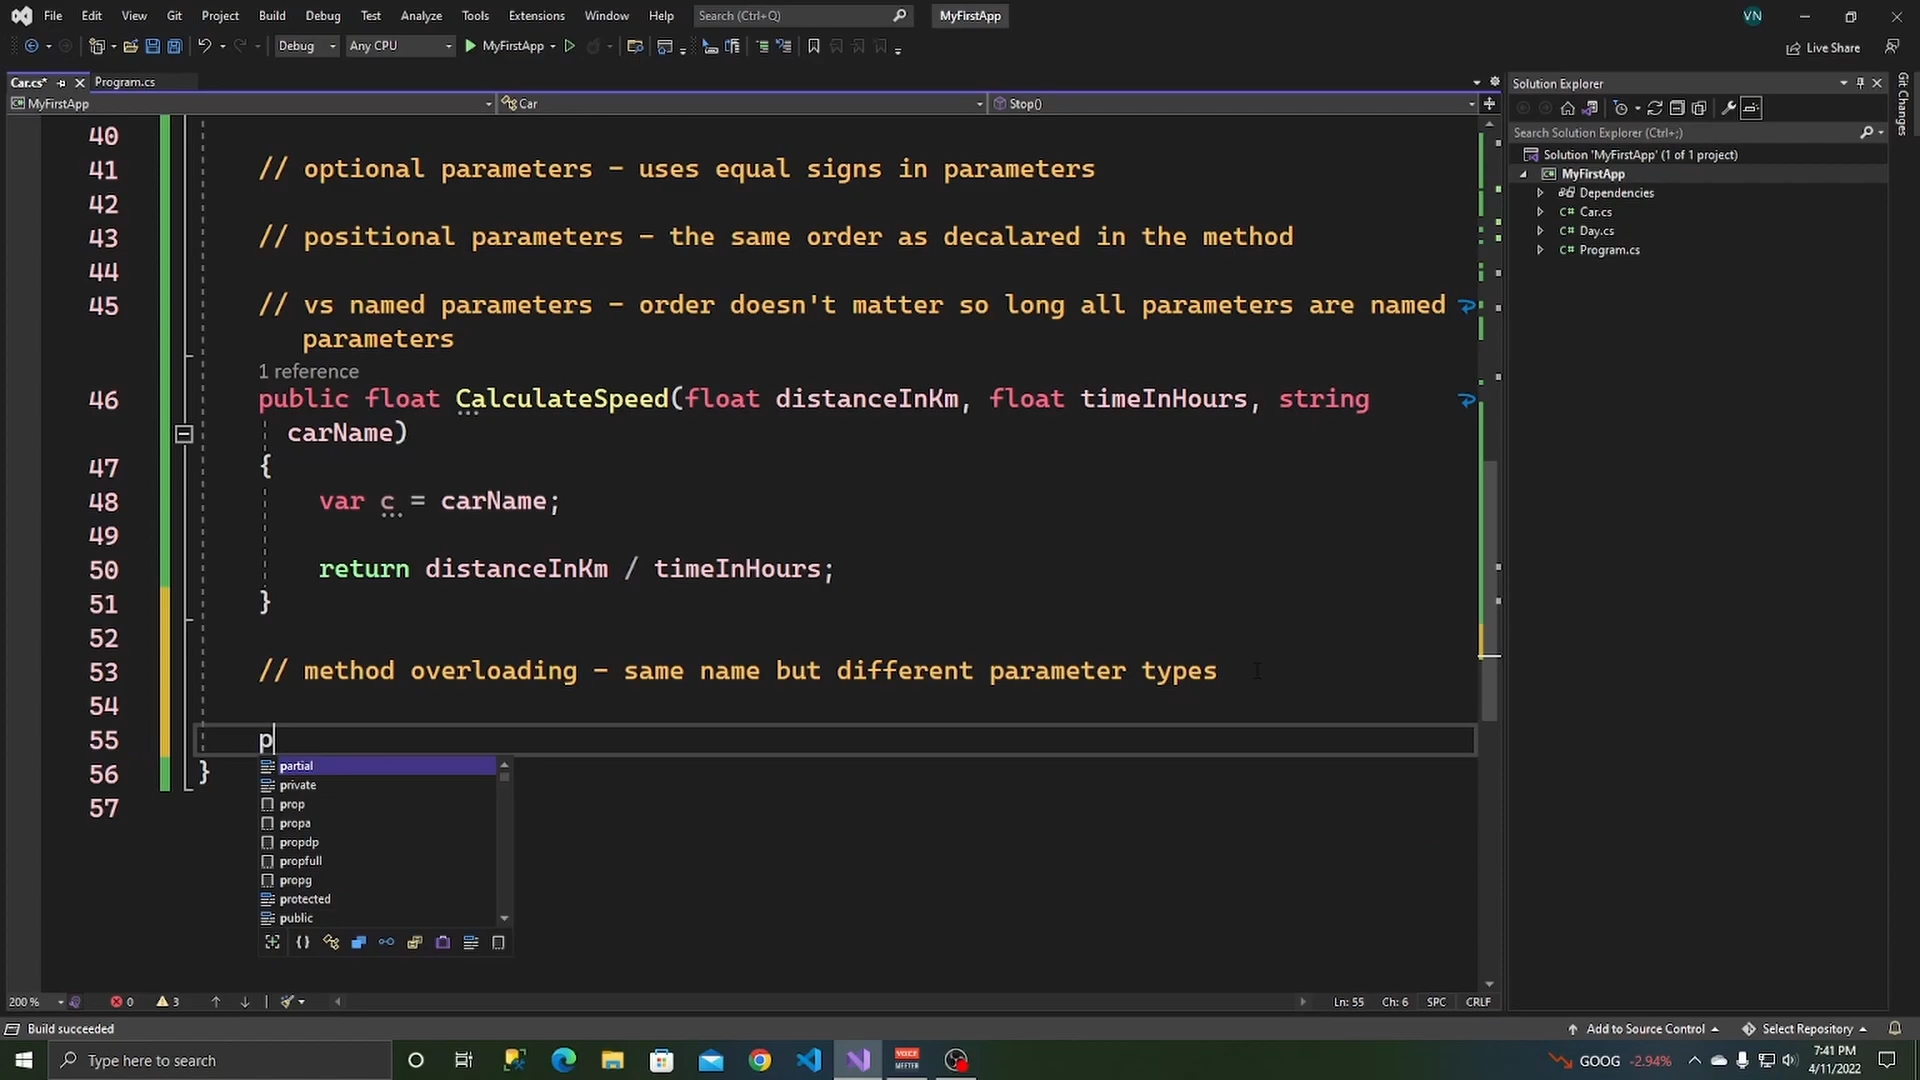 File Edit View Git Project Build Debug Test Analyze Tools Extensions Window Help Search (Ctrl+Q) MyFirstApp VN
Debug Any CPU MyFirstApp Live Share
Car.cs* Program.cs
MyFirstApp Car Stop()
40
41 // optional parameters - uses equal signs in parameters
42
43 // positional parameters - the same order as decalared in the method
44
45 // vs named parameters - order doesn't matter so long all parameters are named
parameters
1 reference
46 public float CalculateSpeed(float distanceInKm, float timeInHours, string
carName)
47 {
48 var c = carName;
49
50 return distanceInKm / timeInHours;
51 }
52
53 // method overloading - same name but different parameter types
54
55 p
56 }
57
partial
private
prop
propa
propdp
propfull
propg
protected
public
Solution Explorer
Search Solution Explorer (Ctrl+;)
Solution 'MyFirstApp' (1 of 1 project)
MyFirstApp
Dependencies
C# Car.cs
C# Day.cs
C# Program.cs
Git Changes
200 % 0 3 Ln: 55 Ch: 6 SPC CRLF
Build succeeded Add to Source Control Select Repository
Type here to search VOICE MEETER GOOG -2.94% 7:41 PM
4/11/2022